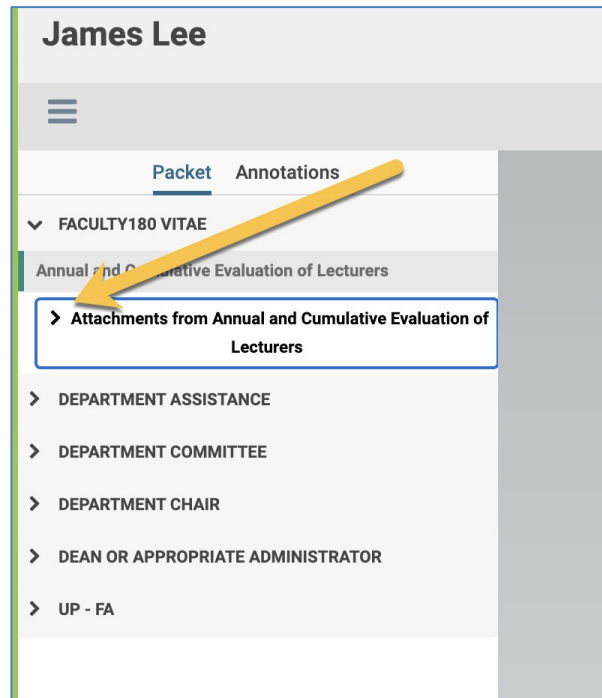 James Lee
Packet Annotations
FACULTY180 VITAE
Annual and Cumulative Evaluation of Lecturers
Attachments from Annual and Cumulative Evaluation of
Lecturers
DEPARTMENT ASSISTANCE
DEPARTMENT COMMITTEE
DEPARTMENT CHAIR
DEAN OR APPROPRIATE ADMINISTRATOR
UP - FA